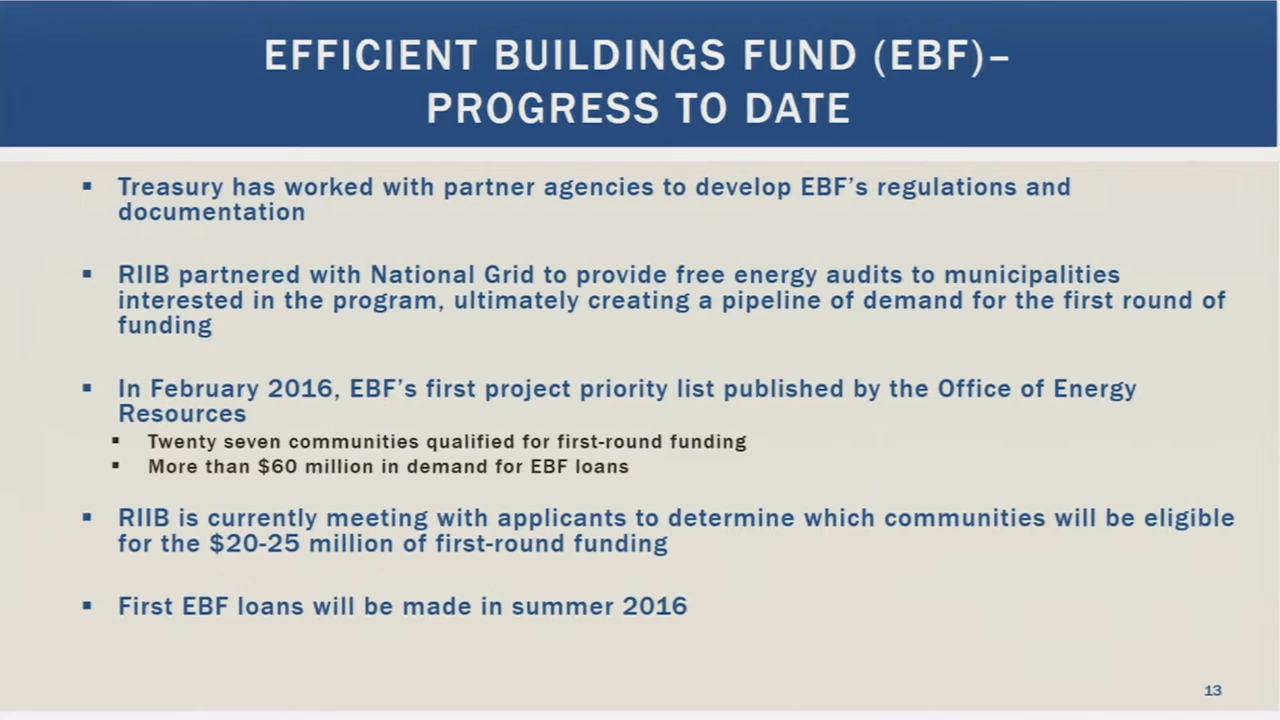 EFFICIENT BUILDINGS FUND (EBF)–
PROGRESS TO DATE
▪ Treasury has worked with partner agencies to develop EBF's regulations and
documentation
▪ RIIB partnered with National Grid to provide free energy audits to municipalities
interested in the program, ultimately creating a pipeline of demand for the first round of
funding
▪ In February 2016, EBF's first project priority list published by the Office of Energy
Resources
▪ Twenty seven communities qualified for first-round funding
▪ More than $60 million in demand for EBF loans
▪ RIIB is currently meeting with applicants to determine which communities will be eligible
for the $20-25 million of first-round funding
▪ First EBF loans will be made in summer 2016
13